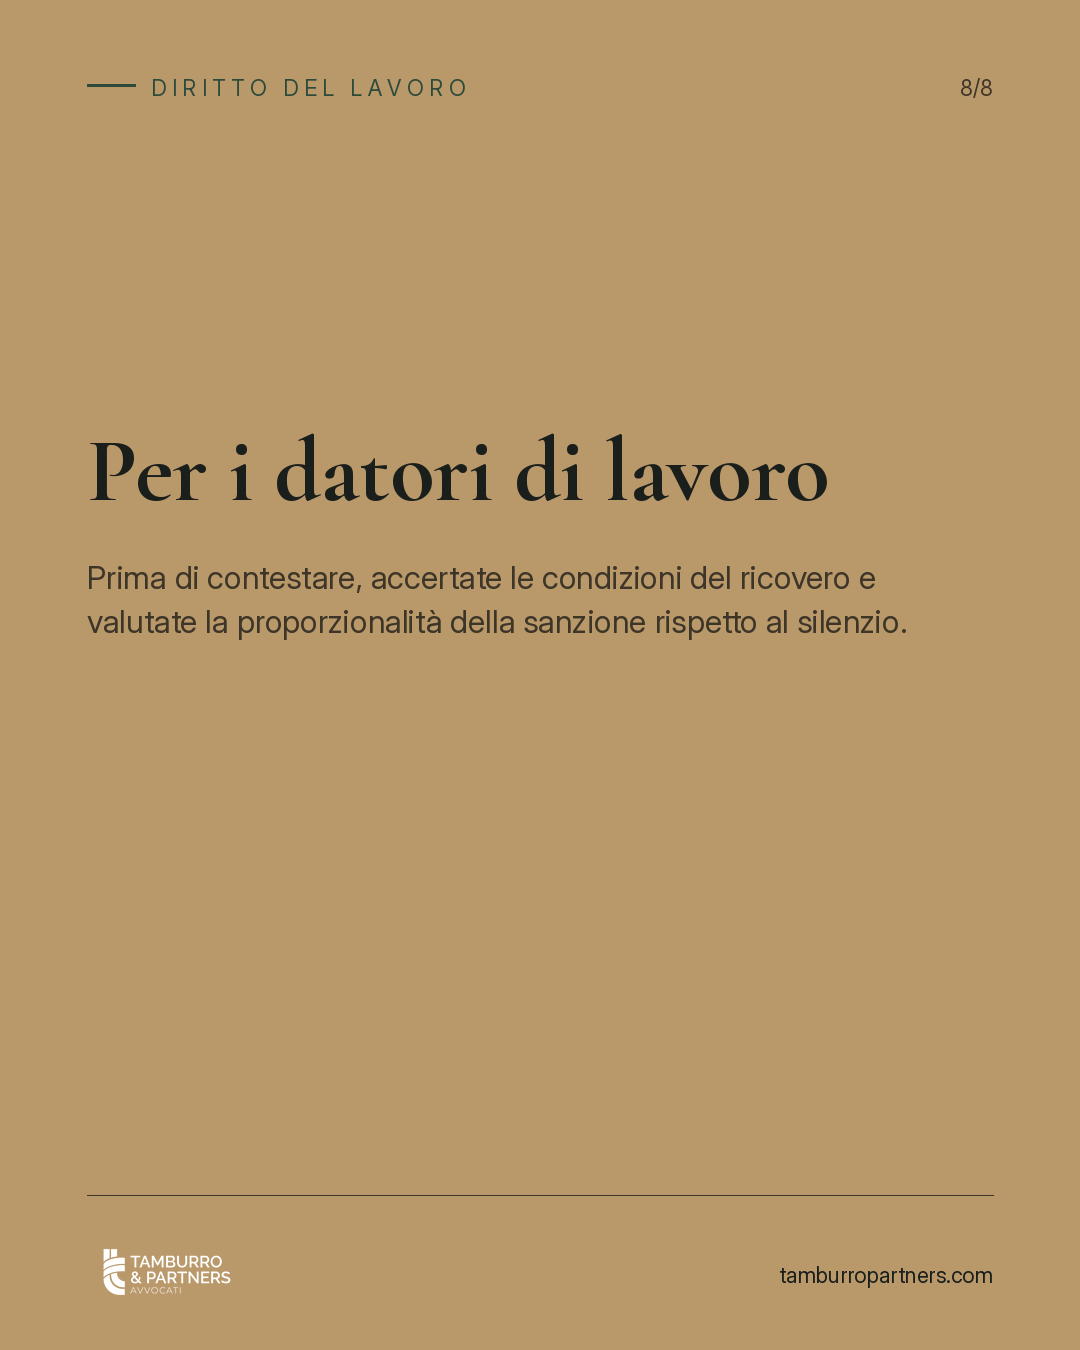 DIRITTO DEL LAVORO
8/8
Per i datori di lavoro
Prima di contestare, accertate le condizioni del ricovero e
valutate la proporzionalità della sanzione rispetto al silenzio.
TAMBURRO
& PARTNERS
AVVOCATI
tamburropartners.com